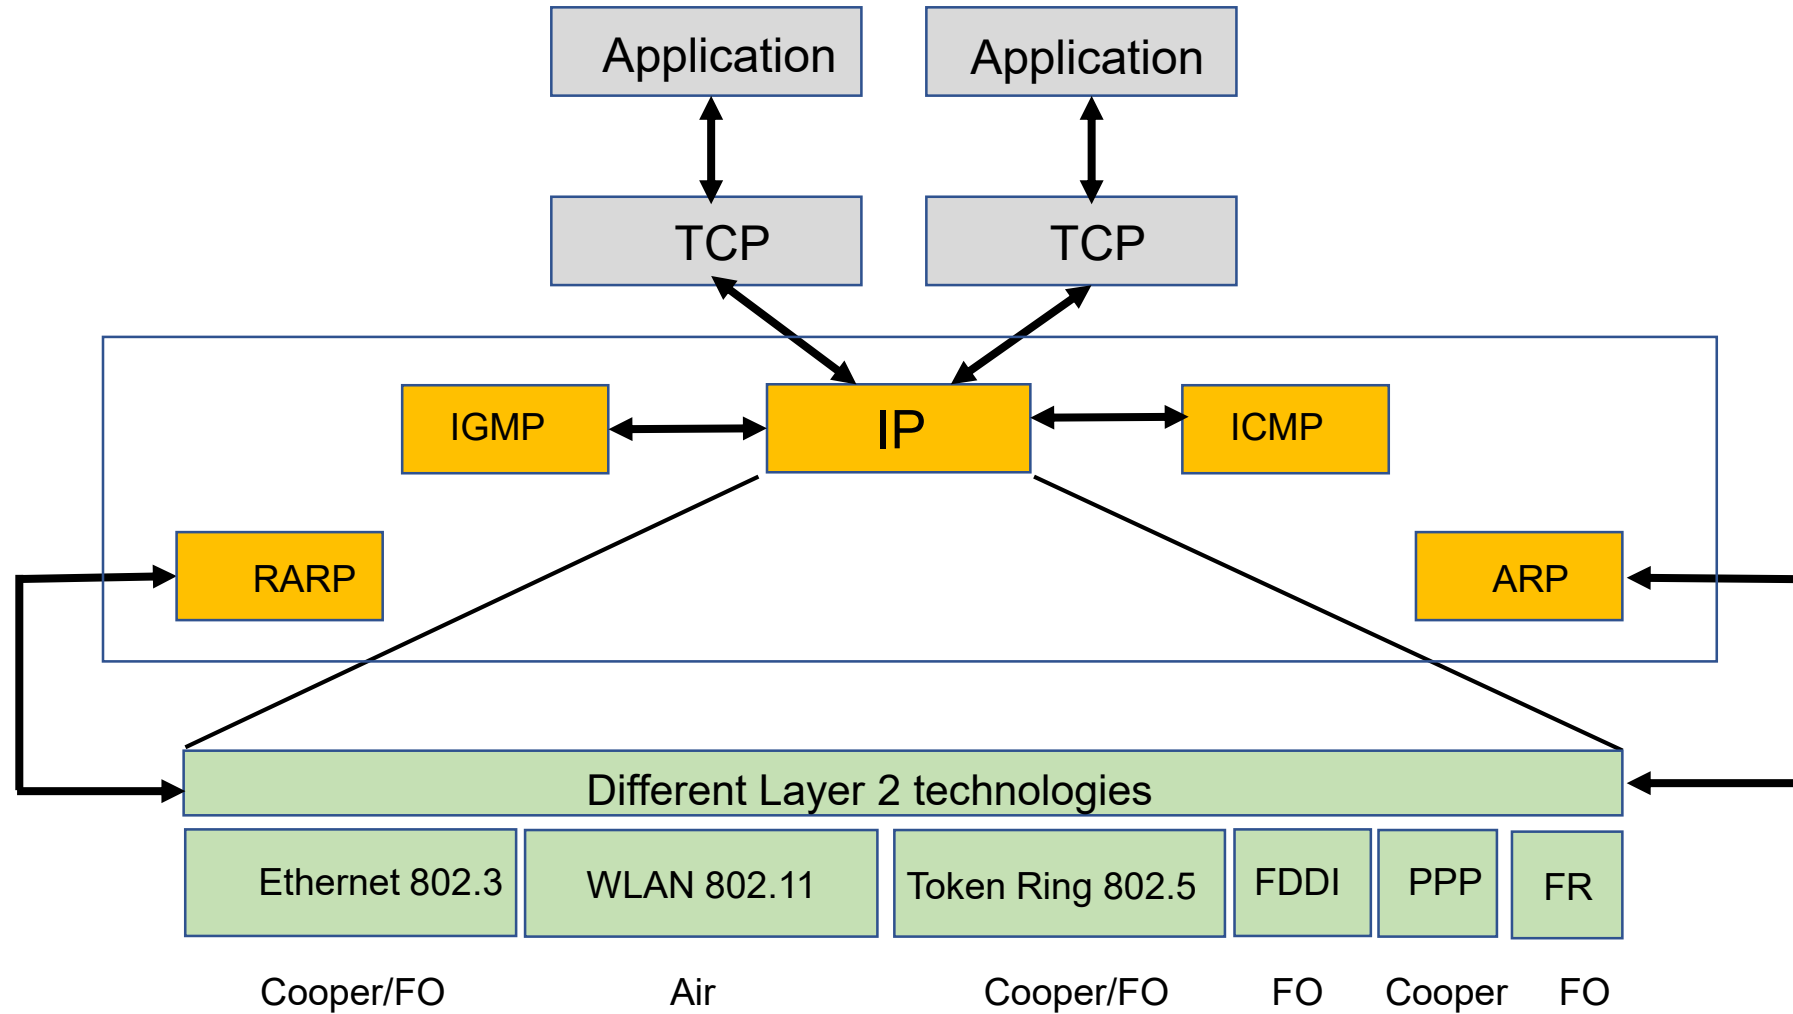 Application
Application
TCP
TCP
IGMP
IP
ICMP
RARP
ARP
Different Layer 2 technologies
Ethernet 802.3
WLAN 802.11
Token Ring 802.5
FDDI
PPP
FR
Cooper/FO
Air
Cooper/FO
FO
Cooper
FO